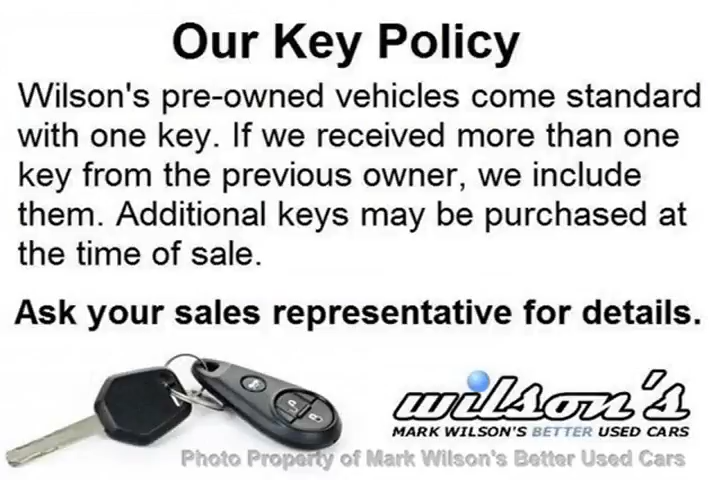 Our Key Policy
Wilson's pre-owned vehicles come standard
with one key. If we received more than one
key from the previous owner, we include
them. Additional keys may be purchased at
the time of sale.
Ask your sales representative for details.
wilson's
MARK WILSON'S BETTER USED CARS
Photo Property of Mark Wilson's Better Used Cars